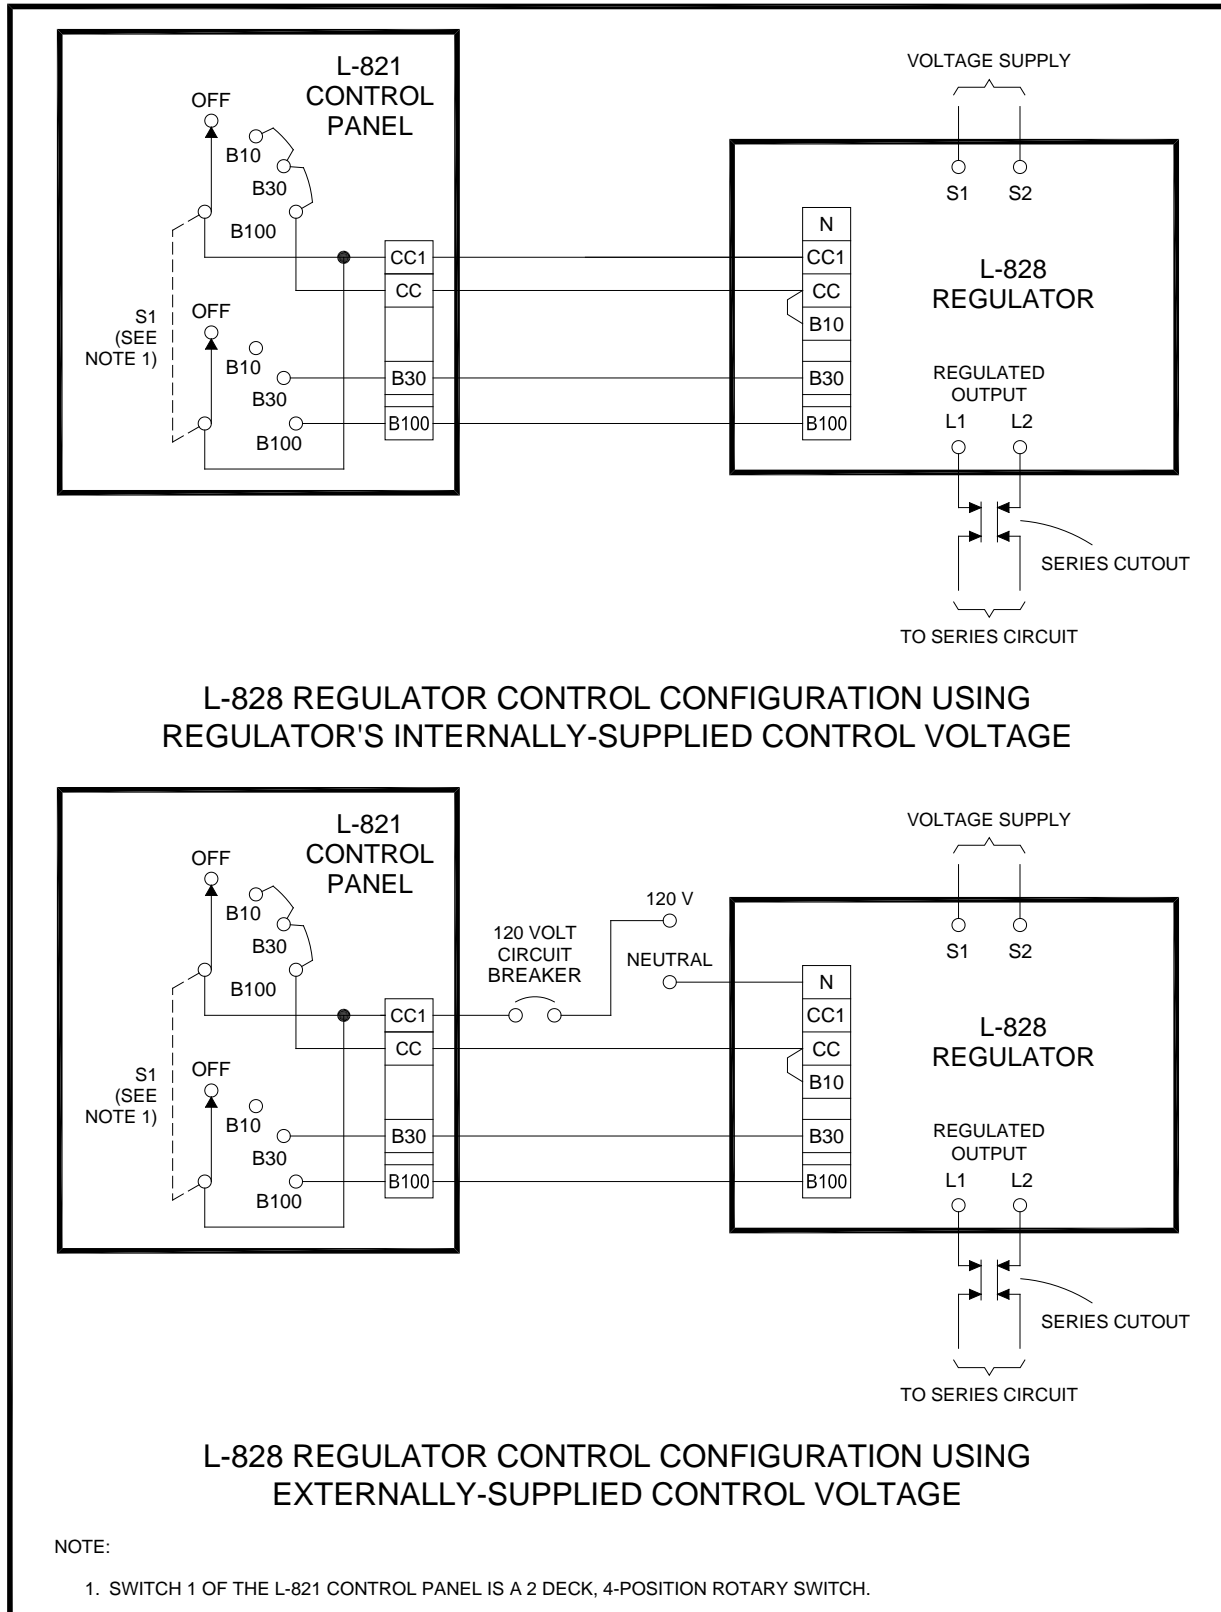 L-821
CONTROL
PANEL
OFF
B10
B30
B100
S1
(SEE
NOTE 1)
OFF
B10
B30
B100
CC1
CC
B30
B100
VOLTAGE SUPPLY
S1 S2
N
CC1
CC
B10
B30
B100
L-828
REGULATOR
REGULATED
OUTPUT
L1 L2
SERIES CUTOUT
TO SERIES CIRCUIT
L-828 REGULATOR CONTROL CONFIGURATION USING
REGULATOR'S INTERNALLY-SUPPLIED CONTROL VOLTAGE
L-821
CONTROL
PANEL
OFF
B10
B30
B100
S1
(SEE
NOTE 1)
OFF
B10
B30
B100
CC1
CC
B30
B100
120 VOLT
CIRCUIT
BREAKER
120 V
NEUTRAL
VOLTAGE SUPPLY
S1 S2
N
CC1
CC
B10
B30
B100
L-828
REGULATOR
REGULATED
OUTPUT
L1 L2
SERIES CUTOUT
TO SERIES CIRCUIT
L-828 REGULATOR CONTROL CONFIGURATION USING
EXTERNALLY-SUPPLIED CONTROL VOLTAGE
NOTE:
1. SWITCH 1 OF THE L-821 CONTROL PANEL IS A 2 DECK, 4-POSITION ROTARY SWITCH.